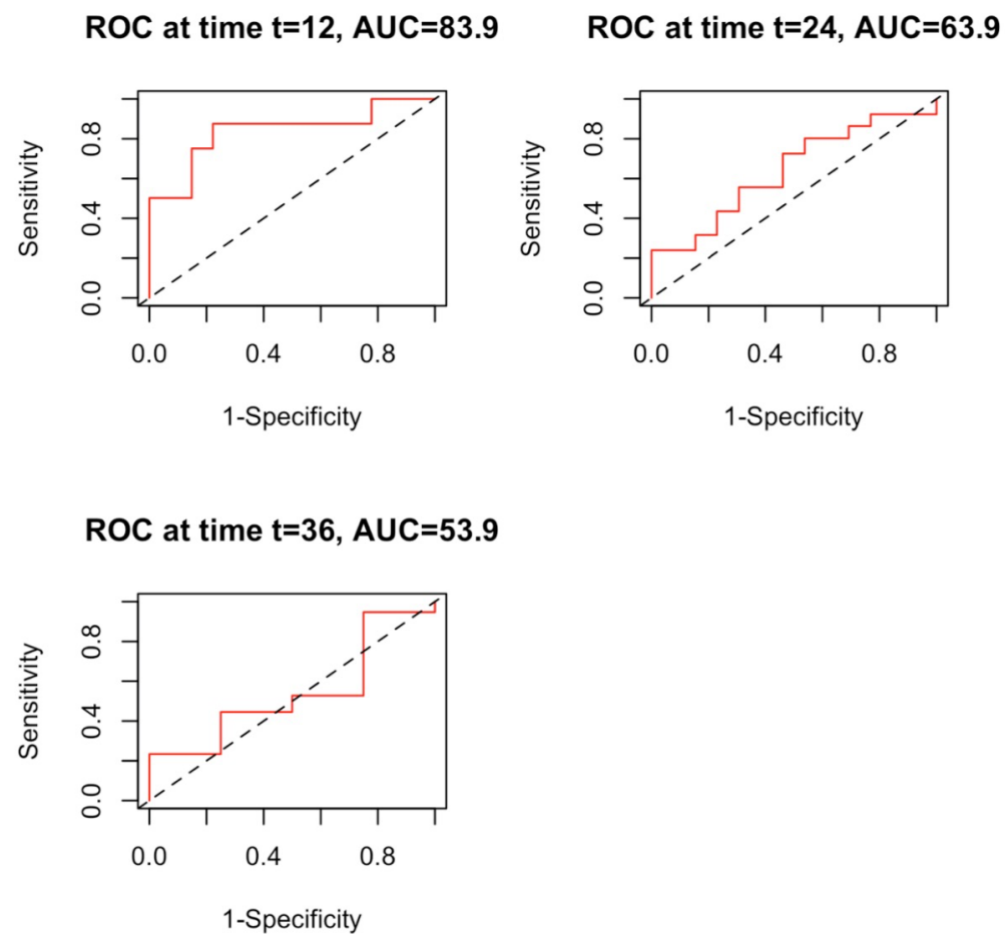 ROC at time t=12, AUC=83.9
Sensitivity
0.0 0.4 0.8
0.0 0.4 0.8
1-Specificity
ROC at time t=24, AUC=63.9
Sensitivity
0.0 0.4 0.8
0.0 0.4 0.8
1-Specificity
ROC at time t=36, AUC=53.9
Sensitivity
0.0 0.4 0.8
0.0 0.4 0.8
1-Specificity